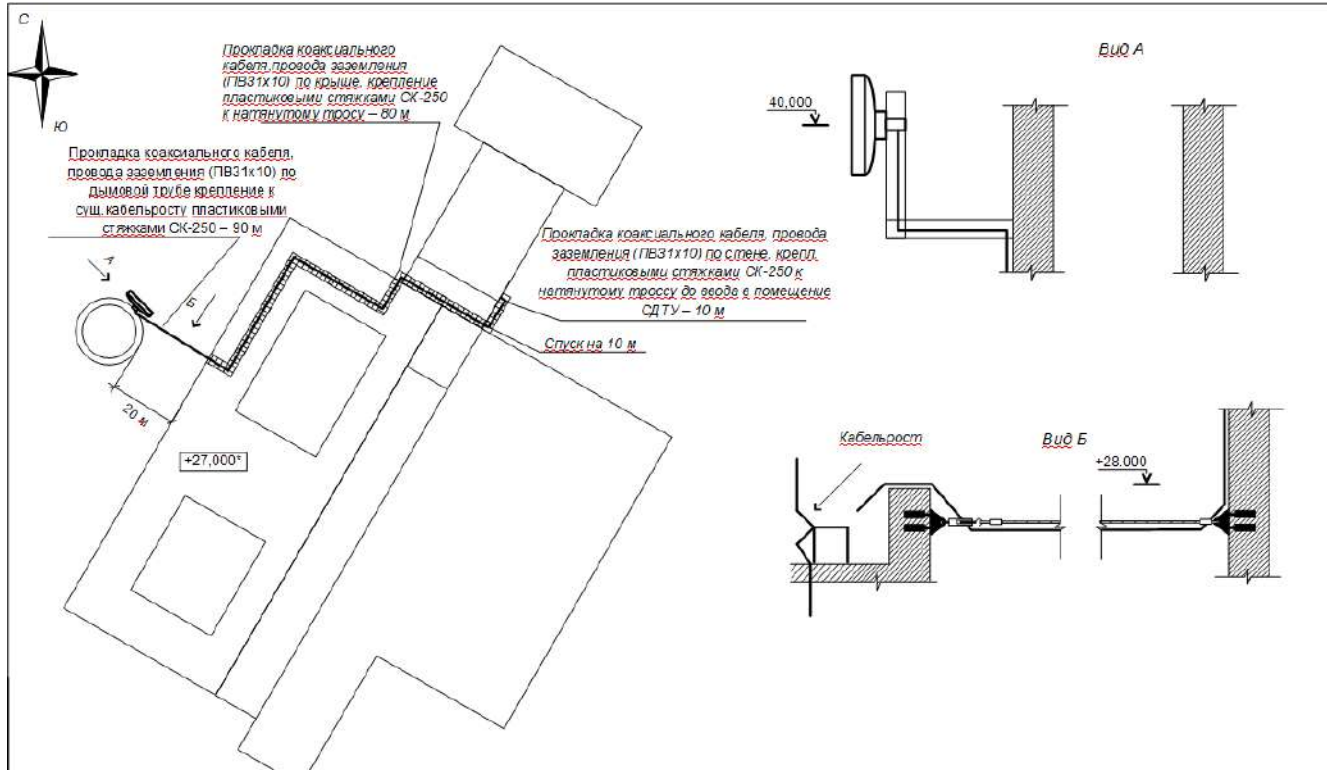 С
Ю
Прокладка коаксиального
кабеля,провода заземления
(ПВ31х10) по крыше, крепление
пластиковыми стяжками СК-250
к натянутому тросу – 80 м
Прокладка коаксиального кабеля,
провода заземления (ПВ31х10) по
дымовой трубе крепление к
сущ.кабельросту пластиковыми
стяжками СК-250 – 90 м
Прокладка коаксиального кабеля, провода
заземления (ПВ31х10) по стене, крепл.
пластиковыми стяжками СК-250 к
натянутому троссу до ввода в помещение
СДТУ – 10 м
Спуск на 10 м
А
Б
20 м
+27,000*
Вид А
40,000
Кабельрост
Вид Б
+28.000